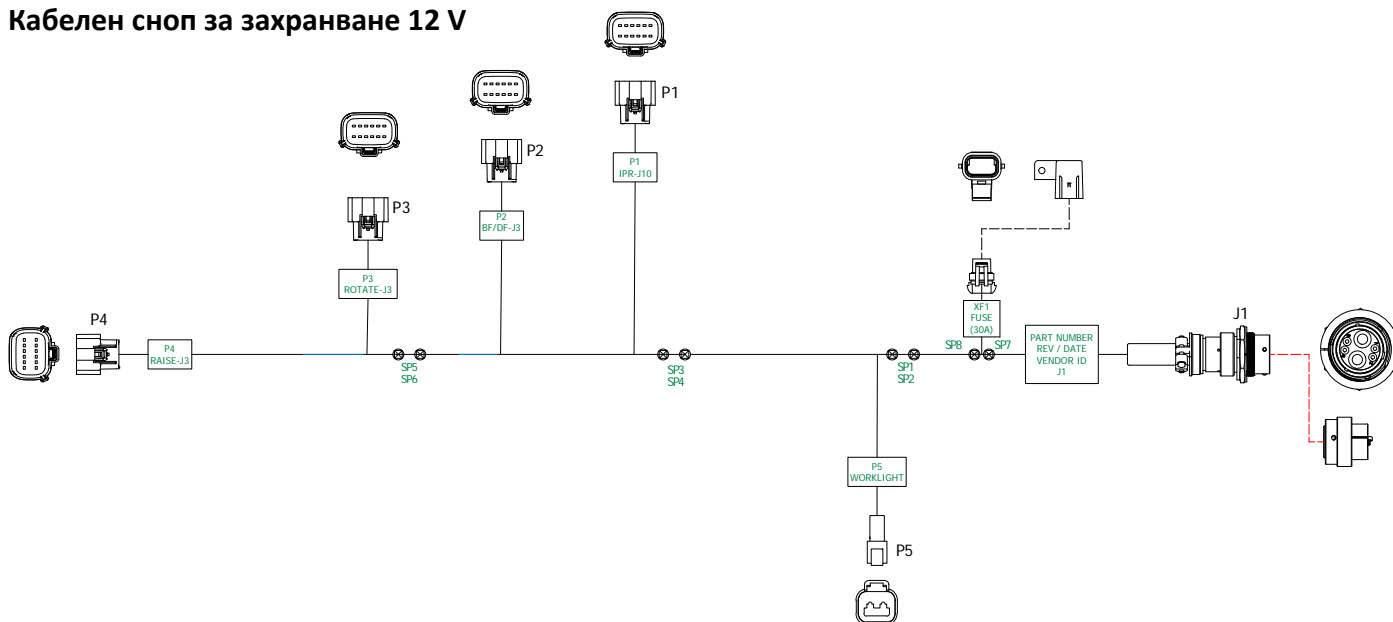 Кабелен сноп за захранване 12 V
P1
P1
IPR-J10
P2
P2
BF/DF-J3
P3
P3
ROTATE-J3
P4
P4
RAISE-J3
SP5
SP6
SP3
SP4
SP1
SP2
SP8
SP7
XF1
FUSE
(30A)
PART NUMBER
REV / DATE
VENDOR ID
J1
J1
P5
WORKLIGHT
P5